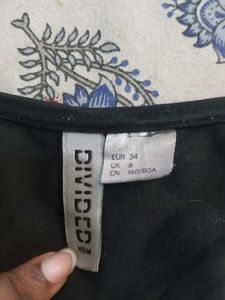 DIVIDED
H&M
EUR 34
UK 6
CN 160/80A